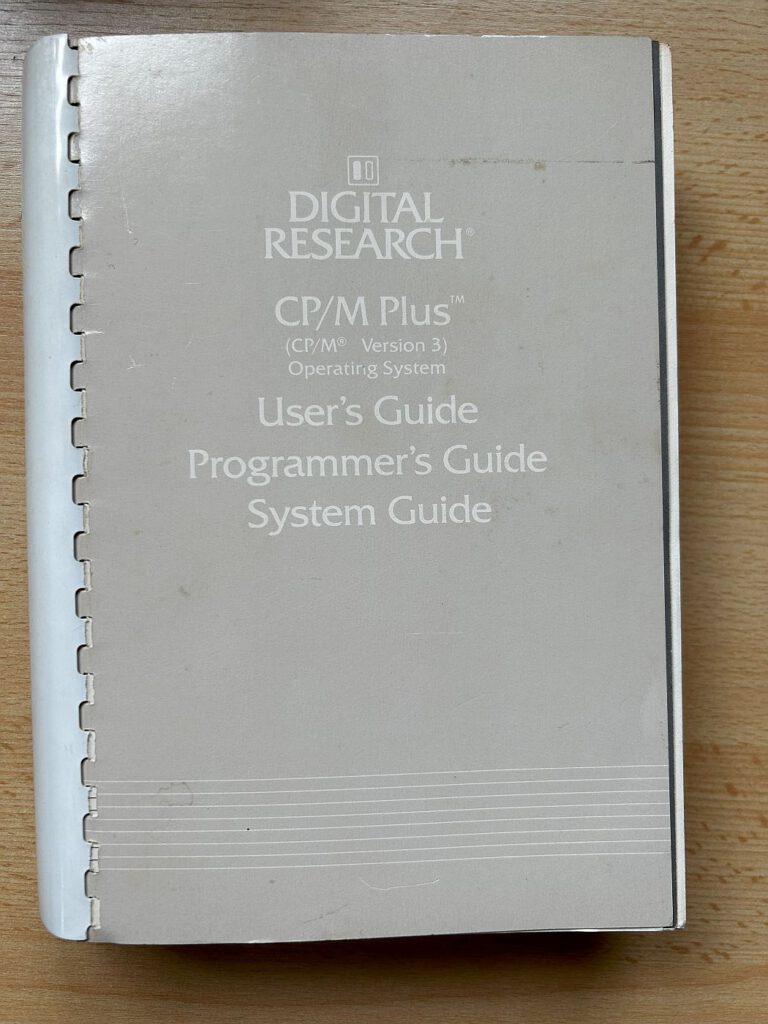 DIGITAL
RESEARCH®
CP/M Plus™
(CP/M® Version 3)
Operating System
User's Guide
Programmer's Guide
System Guide